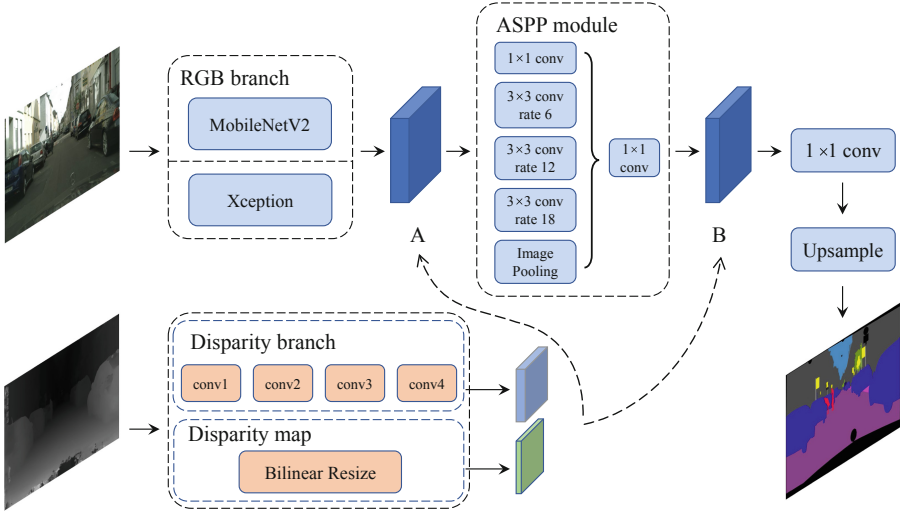 ASPP module
1×1 conv
3×3 conv
rate 6
3×3 conv
rate 12
3×3 conv
rate 18
Image
Pooling
1×1
conv
RGB branch
MobileNetV2
Xception
A
B
1×1 conv
Upsample
Disparity branch
conv1 conv2 conv3 conv4
Disparity map
Bilinear Resize